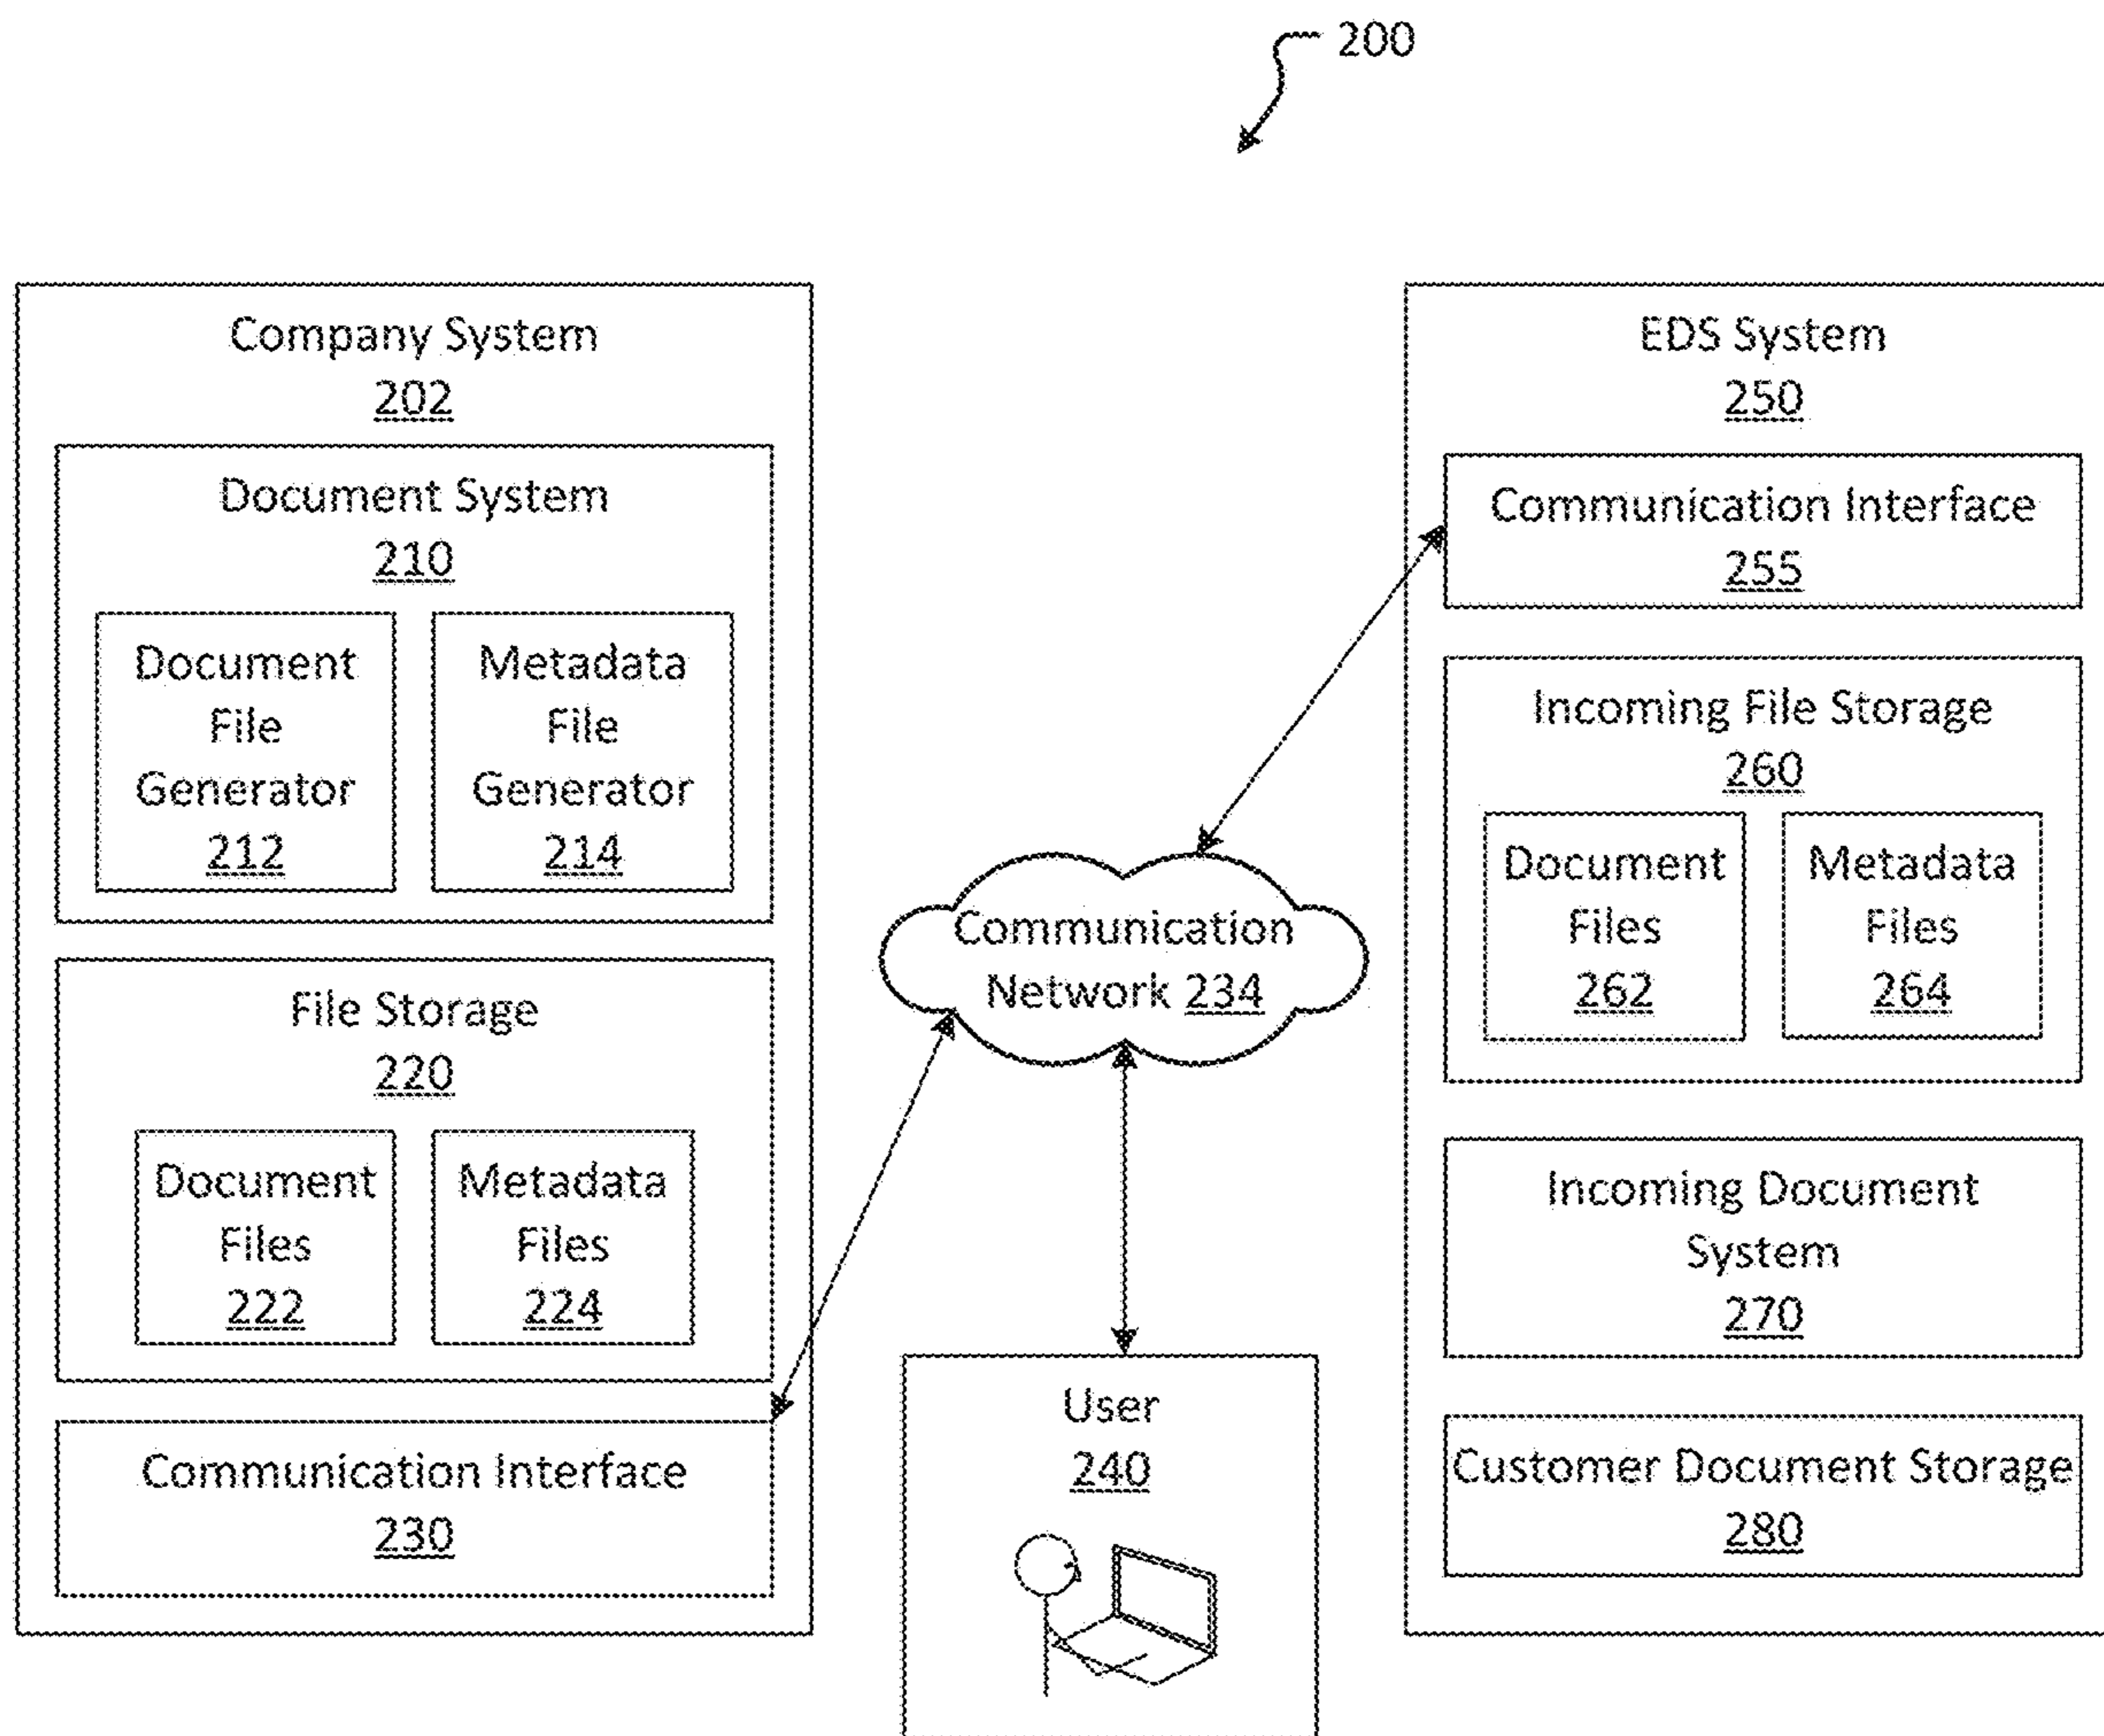 200
Company System
202
Document System
210
Document
File
Generator
212
Metadata
File
Generator
214
File Storage
220
Document
Files
222
Metadata
Files
224
Communication Interface
230
Communication
Network 234
User
240
EDS System
250
Communication Interface
255
Incoming File Storage
260
Document
Files
262
Metadata
Files
264
Incoming Document
System
270
Customer Document Storage
280